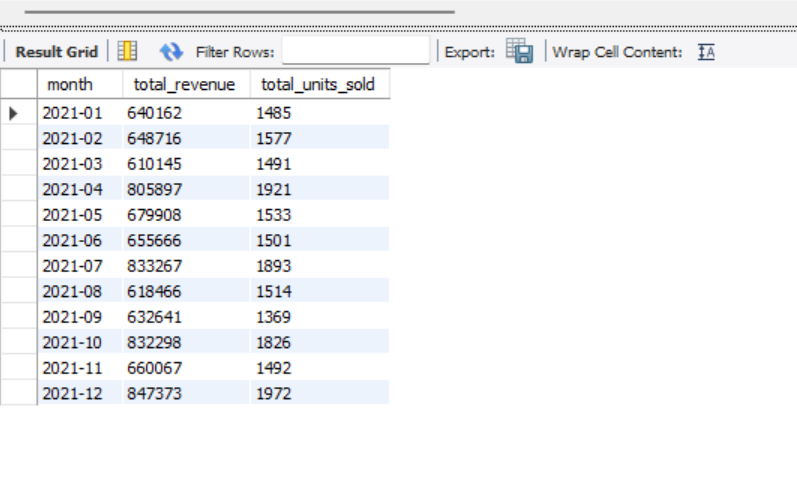 Result Grid Filter Rows: Export: Wrap Cell Content: IA
month total_revenue total_units_sold
2021-01 640162 1485
2021-02 648716 1577
2021-03 610145 1491
2021-04 805897 1921
2021-05 679908 1533
2021-06 655666 1501
2021-07 833267 1893
2021-08 618466 1514
2021-09 632641 1369
2021-10 832298 1826
2021-11 660067 1492
2021-12 847373 1972